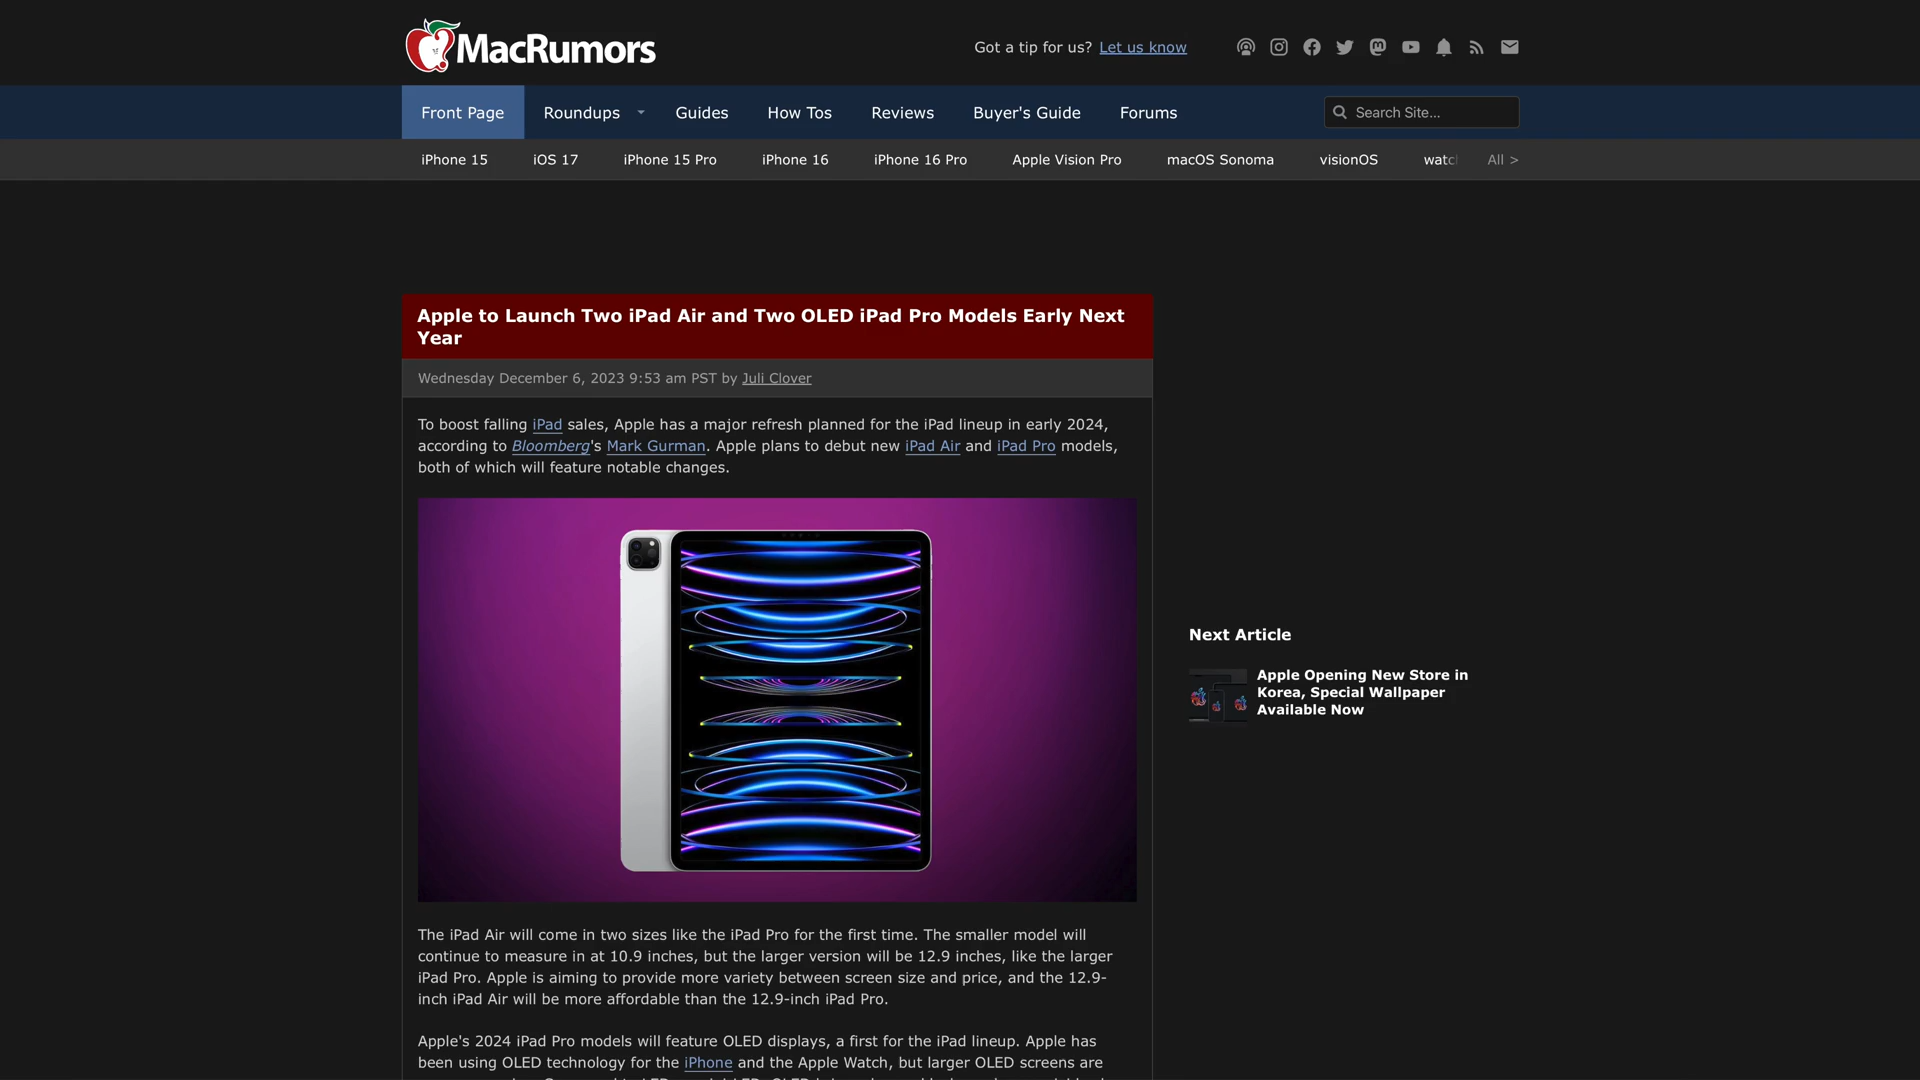 MacRumors
Got a tip for us? Let us know
Front Page
Roundups
Guides
How Tos
Reviews
Buyer's Guide
Forums
Search Site...
iPhone 15
iOS 17
iPhone 15 Pro
iPhone 16
iPhone 16 Pro
Apple Vision Pro
macOS Sonoma
visionOS
watc
All >
Apple to Launch Two iPad Air and Two OLED iPad Pro Models Early Next
Year
Wednesday December 6, 2023 9:53 am PST by Juli Clover
To boost falling iPad sales, Apple has a major refresh planned for the iPad lineup in early 2024,
according to Bloomberg's Mark Gurman. Apple plans to debut new iPad Air and iPad Pro models,
both of which will feature notable changes.
Next Article
Apple Opening New Store in
Korea, Special Wallpaper
Available Now
The iPad Air will come in two sizes like the iPad Pro for the first time. The smaller model will
continue to measure in at 10.9 inches, but the larger version will be 12.9 inches, like the larger
iPad Pro. Apple is aiming to provide more variety between screen size and price, and the 12.9-
inch iPad Air will be more affordable than the 12.9-inch iPad Pro.
Apple's 2024 iPad Pro models will feature OLED displays, a first for the iPad lineup. Apple has
been using OLED technology for the iPhone and the Apple Watch, but larger OLED screens are